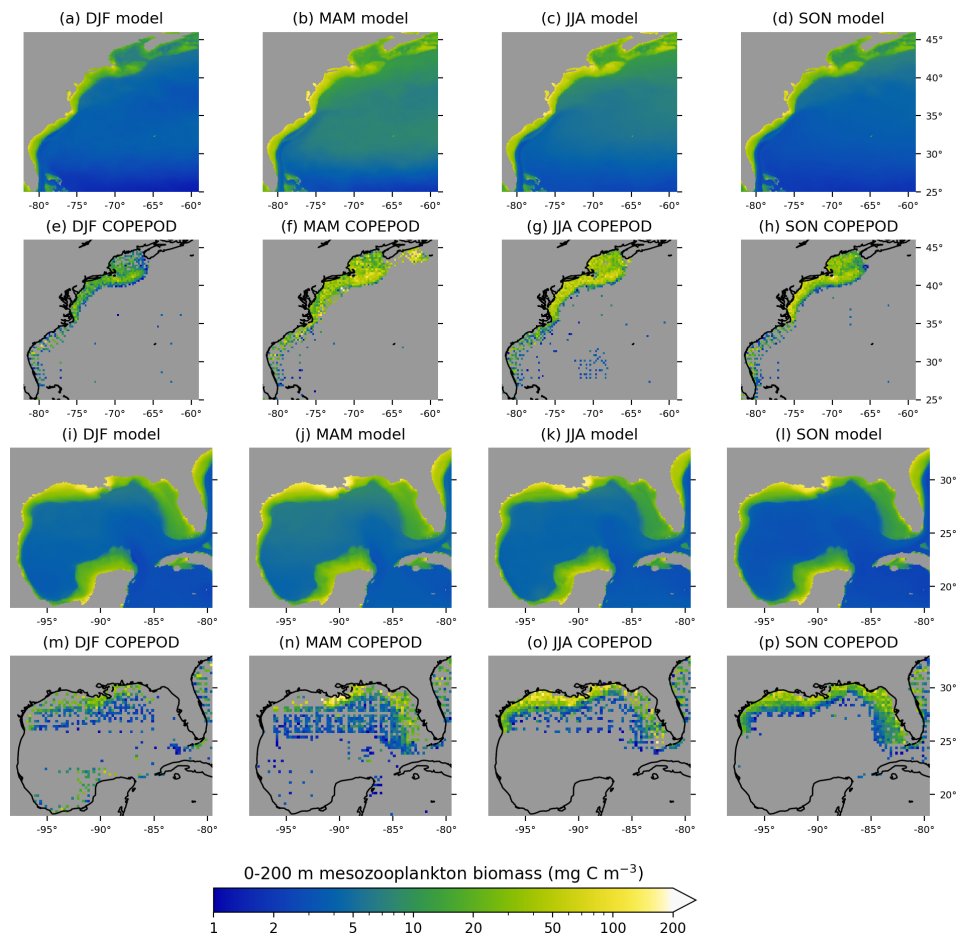 (a) DJF model (b) MAM model (c) JJA model (d) SON model
45°
40°
35°
30°
25°
-80° -75° -70° -65° -60° -80° -75° -70° -65° -60° -80° -75° -70° -65° -60° -80° -75° -70° -65° -60°
(e) DJF COPEPOD (f) MAM COPEPOD (g) JJA COPEPOD (h) SON COPEPOD
45°
40°
35°
30°
25°
-80° -75° -70° -65° -60° -80° -75° -70° -65° -60° -80° -75° -70° -65° -60° -80° -75° -70° -65° -60°
(i) DJF model (j) MAM model (k) JJA model (l) SON model
30°
25°
20°
-95° -90° -85° -80° -95° -90° -85° -80° -95° -90° -85° -80° -95° -90° -85° -80°
(m) DJF COPEPOD (n) MAM COPEPOD (o) JJA COPEPOD (p) SON COPEPOD
30°
25°
20°
-95° -90° -85° -80° -95° -90° -85° -80° -95° -90° -85° -80° -95° -90° -85° -80°
0-200 m mesozooplankton biomass (mg C m⁻³)
1 2 5 10 20 50 100 200